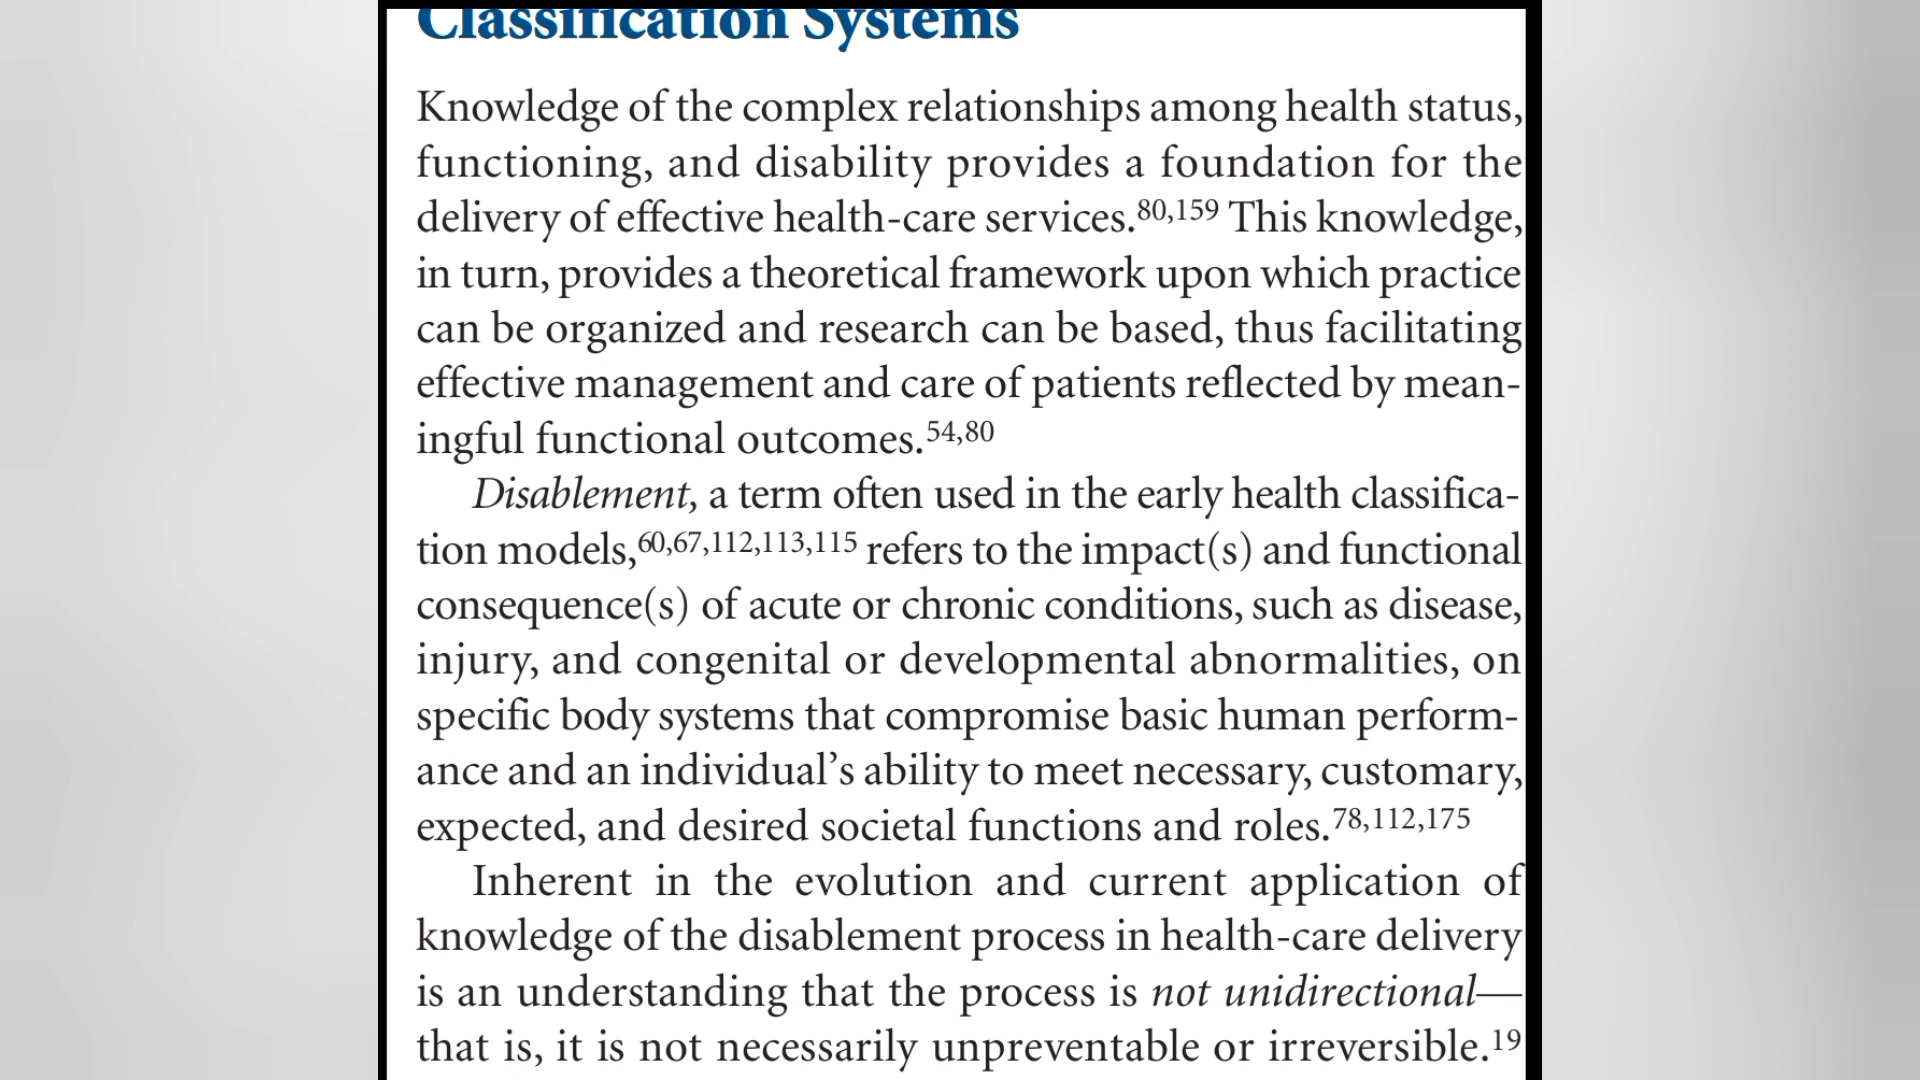 Classification Systems
Knowledge of the complex relationships among health status,
functioning, and disability provides a foundation for the
delivery of effective health-care services.80,159 This knowledge,
in turn, provides a theoretical framework upon which practice
can be organized and research can be based, thus facilitating
effective management and care of patients reflected by mean-
ingful functional outcomes.54,80
Disablement, a term often used in the early health classifica-
tion models,60,67,112,113,115 refers to the impact(s) and functional
consequence(s) of acute or chronic conditions, such as disease,
injury, and congenital or developmental abnormalities, on
specific body systems that compromise basic human perform-
ance and an individual’s ability to meet necessary, customary,
expected, and desired societal functions and roles.78,112,175
Inherent in the evolution and current application of
knowledge of the disablement process in health-care delivery
is an understanding that the process is not unidirectional—
that is, it is not necessarily unpreventable or irreversible.19